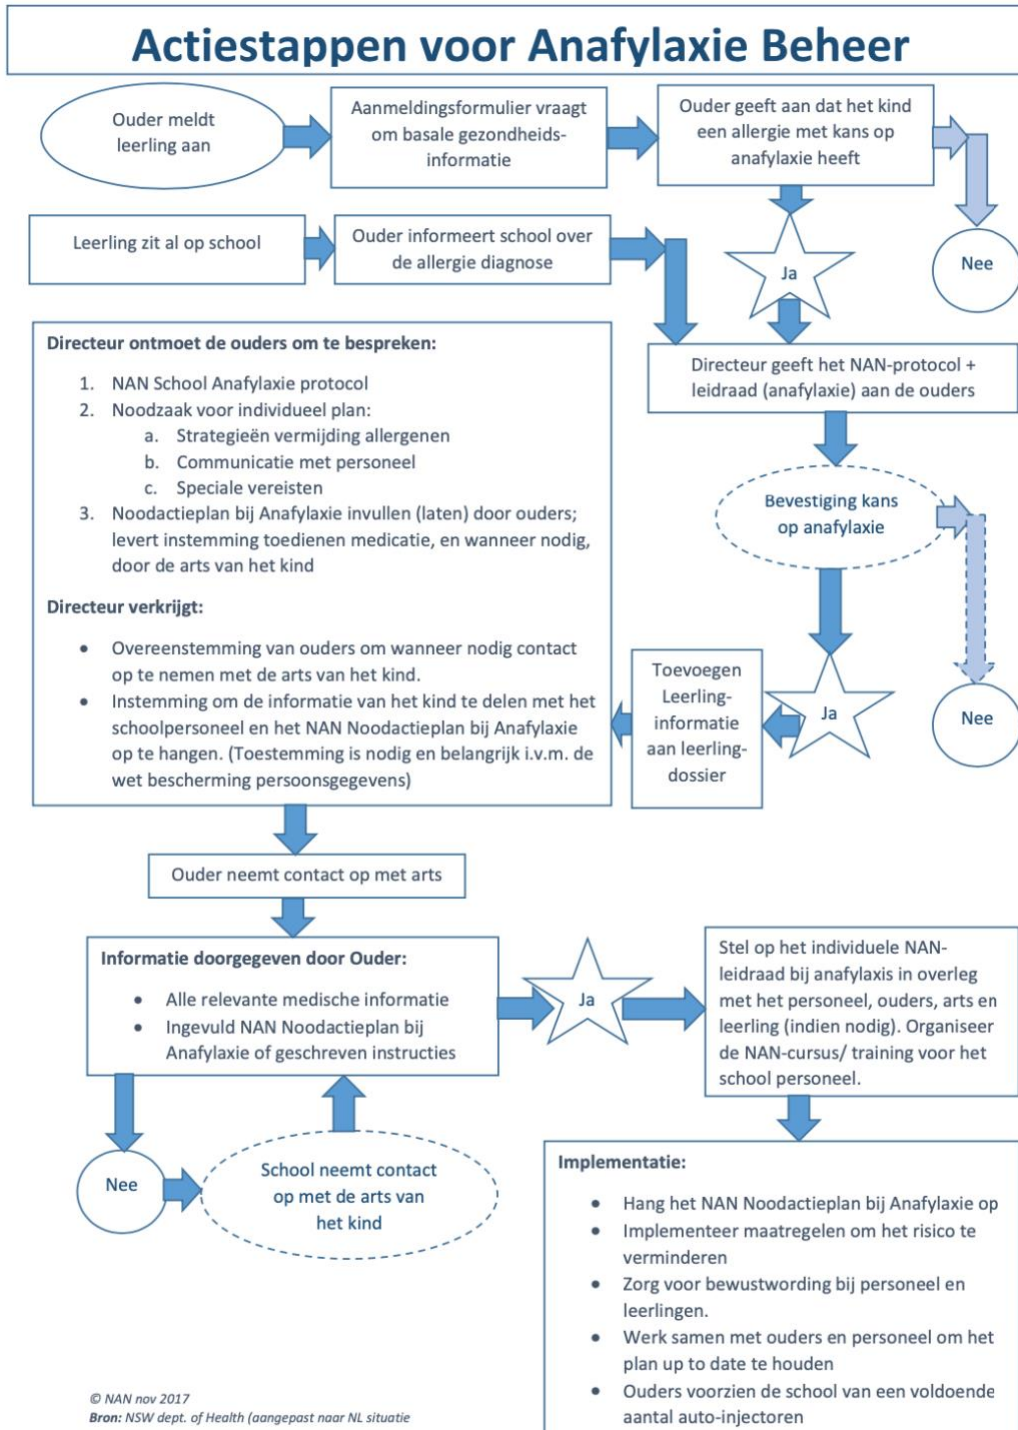 Actiestappen voor Anafylaxie Beheer
Ouder meldt
leerling aan
Aanmeldingsformulier vraagt
om basale gezondheids-
informatie
Ouder geeft aan dat het kind
een allergie met kans op
anafylaxie heeft
Nee
Ja
Leerling zit al op school
Ouder informeert school over
de allergie diagnose
Directeur geeft het NAN-protocol +
leidraad (anafylaxie) aan de ouders
Bevestiging kans
op anafylaxie
Nee
Ja
Toevoegen
Leerling-
informatie
aan leerling-
dossier
Directeur ontmoet de ouders om te bespreken:
1. NAN School Anafylaxie protocol
2. Noodzaak voor individueel plan:
a. Strategieën vermijding allergenen
b. Communicatie met personeel
c. Speciale vereisten
3. Noodactieplan bij Anafylaxie invullen (laten) door ouders;
levert instemming toedienen medicatie, en wanneer nodig,
door de arts van het kind
Directeur verkrijgt:
• Overeenstemming van ouders om wanneer nodig contact
op te nemen met de arts van het kind.
• Instemming om de informatie van het kind te delen met het
schoolpersoneel en het NAN Noodactieplan bij Anafylaxie
op te hangen. (Toestemming is nodig en belangrijk i.v.m. de
wet bescherming persoonsgegevens)
Ouder neemt contact op met arts
Informatie doorgegeven door Ouder:
• Alle relevante medische informatie
• Ingevuld NAN Noodactieplan bij
Anafylaxie of geschreven instructies
Ja
Nee
School neemt contact
op met de arts van
het kind
Stel op het individuele NAN-
leidraad bij anafylaxis in overleg
met het personeel, ouders, arts en
leerling (indien nodig). Organiseer
de NAN-cursus/ training voor het
school personeel.
Implementatie:
• Hang het NAN Noodactieplan bij Anafylaxie op
• Implementeer maatregelen om het risico te
verminderen
• Zorg voor bewustwording bij personeel en
leerlingen.
• Werk samen met ouders en personeel om het
plan up to date te houden
• Ouders voorzien de school van een voldoende
aantal auto-injectoren
© NAN nov 2017
Bron: NSW dept. of Health (aangepast naar NL situatie